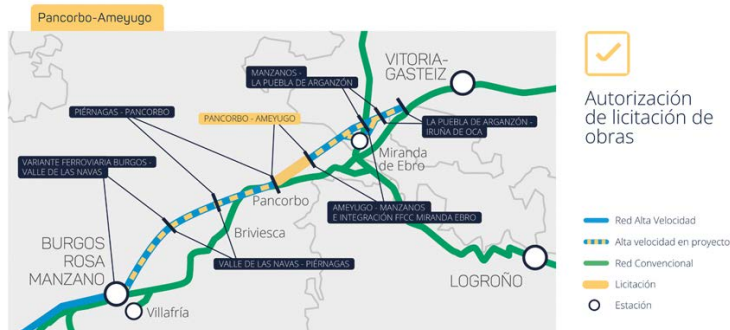 Pancorbo-Ameyugo
VITORIA-
GASTEIZ
MANZANOS -
LA PUEBLA DE ARGANZÓN
PIÉRNAGAS - PANCORBO
PANCORBO - AMEYUGO
LA PUEBLA DE ARGANZÓN -
IRUÑA DE OCA
VARIANTE FERROVIARIA BURGOS -
VALLE DE LAS NAVAS
Miranda
de Ebro
Pancorbo
AMEYUGO - MANZANOS
E INTEGRACIÓN FFCC MIRANDA EBRO
Briviesca
BURGOS
ROSA
MANZANO
VALLE DE LAS NAVAS - PIÉRNAGAS
LOGROÑO
Villafría
Autorización
de licitación de
obras
Red Alta Velocidad
Alta velocidad en proyecto
Red Convencional
Licitación
Estación